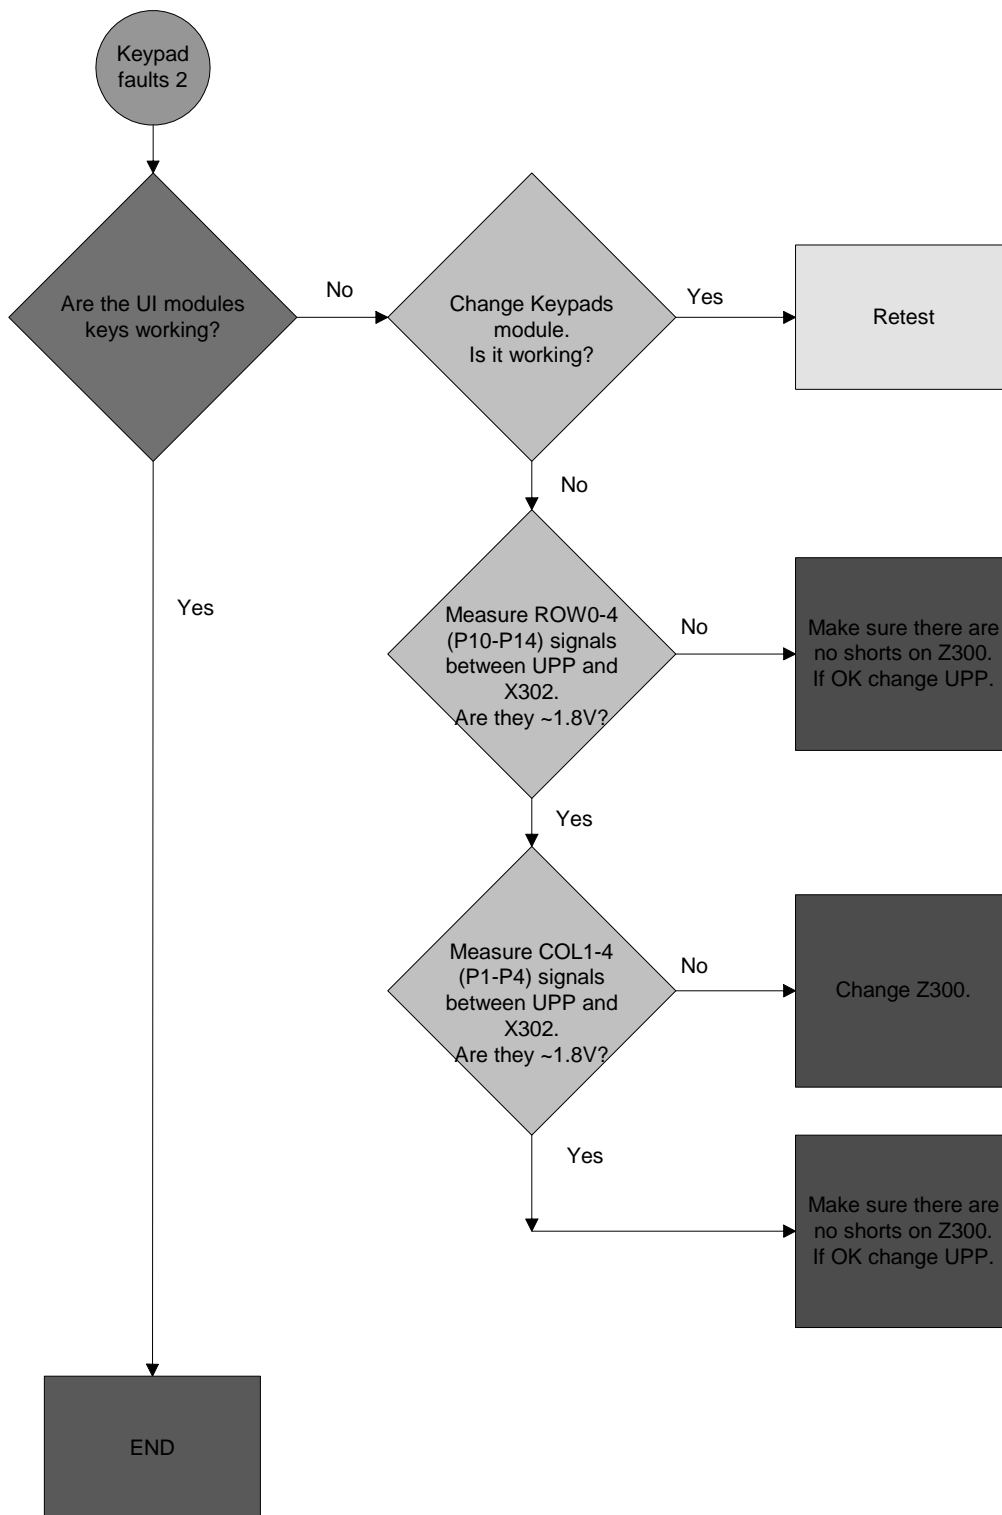 Keypad
faults 2
Are the UI modules
keys working?
No
Change Keypads
module.
Is it working?
Yes
Retest
No
Yes
Measure ROW0-4
(P10-P14) signals
between UPP and
X302.
Are they ~1.8V?
No
Make sure there are
no shorts on Z300.
If OK change UPP.
Yes
Measure COL1-4
(P1-P4) signals
between UPP and
X302.
Are they ~1.8V?
No
Change Z300.
Yes
Make sure there are
no shorts on Z300.
If OK change UPP.
END